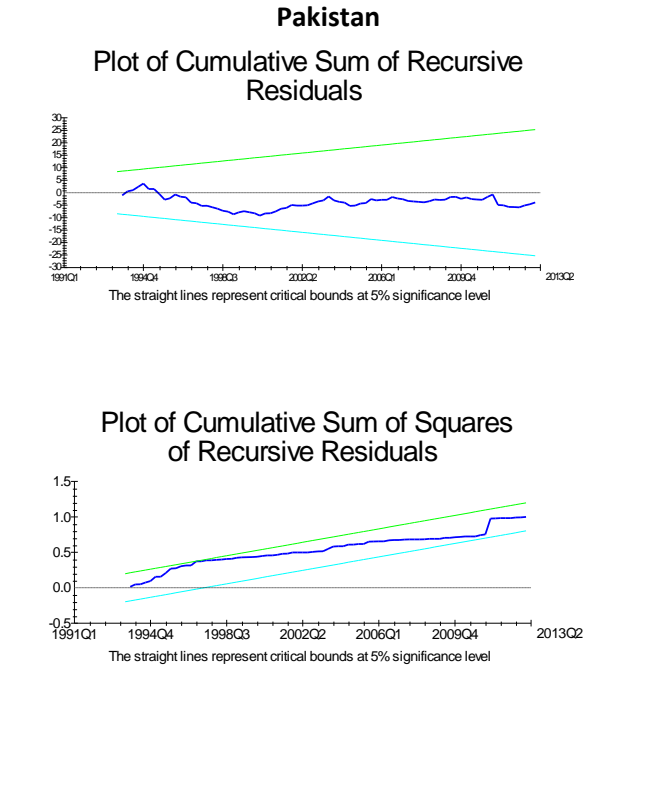 Pakistan
Plot of Cumulative Sum of Recursive
Residuals
30
25
20
15
10
5
0
-5
-10
-15
-20
-25
-30
1991Q1 1994Q4 1998Q3 2002Q2 2006Q1 2009Q4 2013Q2
The straight lines represent critical bounds at 5% significance level
Plot of Cumulative Sum of Squares
of Recursive Residuals
1.5
1.0
0.5
0.0
-0.5
1991Q1 1994Q4 1998Q3 2002Q2 2006Q1 2009Q4 2013Q2
The straight lines represent critical bounds at 5% significance level